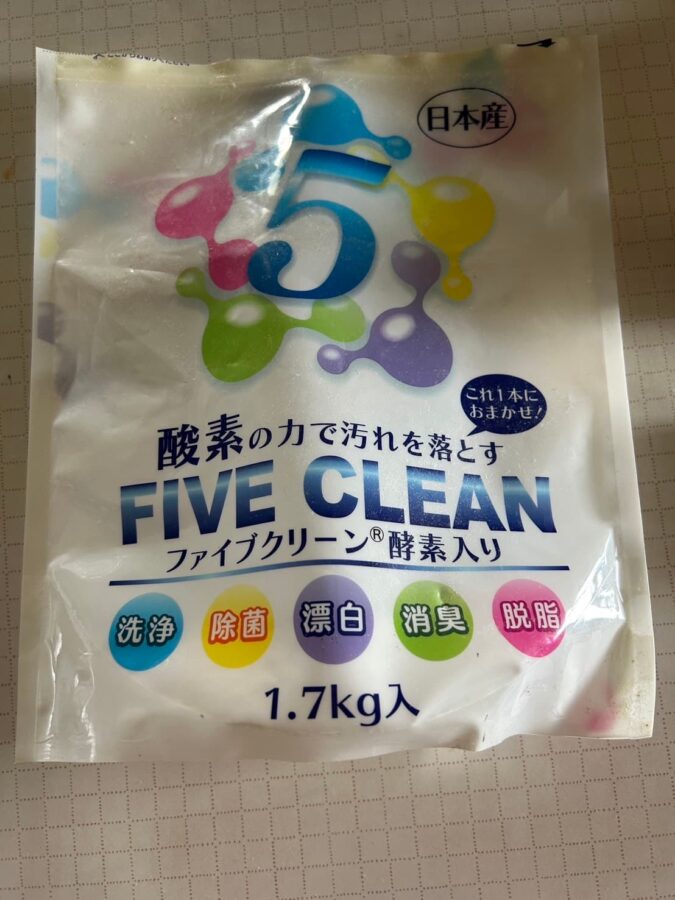 日本産
5
これ1本に
おまかせ!
酸素の力で汚れを落とす
FIVE CLEAN
ファイブクリーン®酵素入り
洗浄 除菌 漂白 消臭 脱脂
1.7kg入